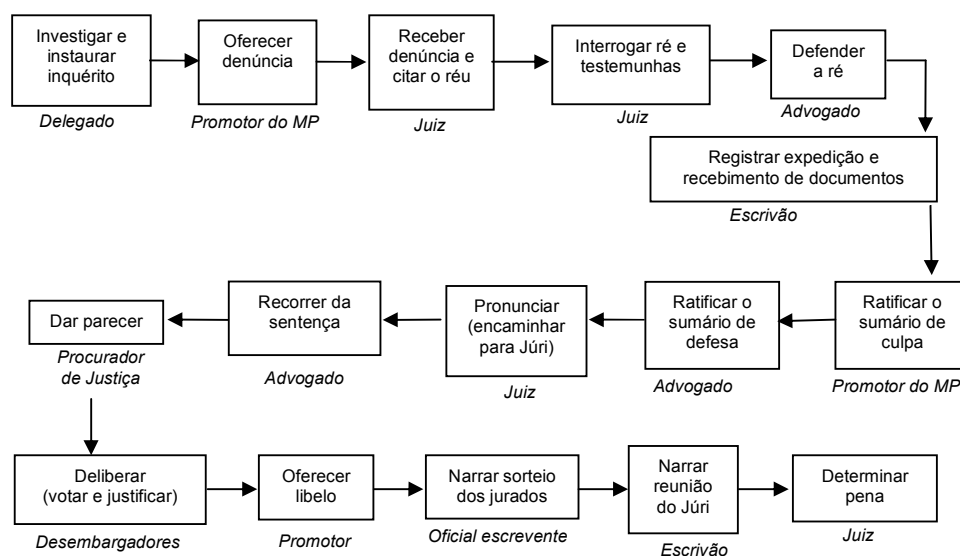 Investigar e
instaurar
inquérito
Delegado
Oferecer
denúncia
Promotor do MP
Receber
denúncia e
citar o réu
Juiz
Interrogar ré e
testemunhas
Juiz
Defender
a ré
Advogado
Registrar expedição e
recebimento de documentos
Escrivão
Ratificar o
sumário de
culpa
Promotor do MP
Ratificar o
sumário de
defesa
Advogado
Pronunciar
(encaminhar
para Júri)
Juiz
Recorrer da
sentença
Advogado
Dar parecer
Procurador
de Justiça
Deliberar
(votar e justificar)
Desembargadores
Oferecer
libelo
Promotor
Narrar sorteio
dos jurados
Oficial escrevente
Narrar
reunião
do Júri
Escrivão
Determinar
pena
Juiz